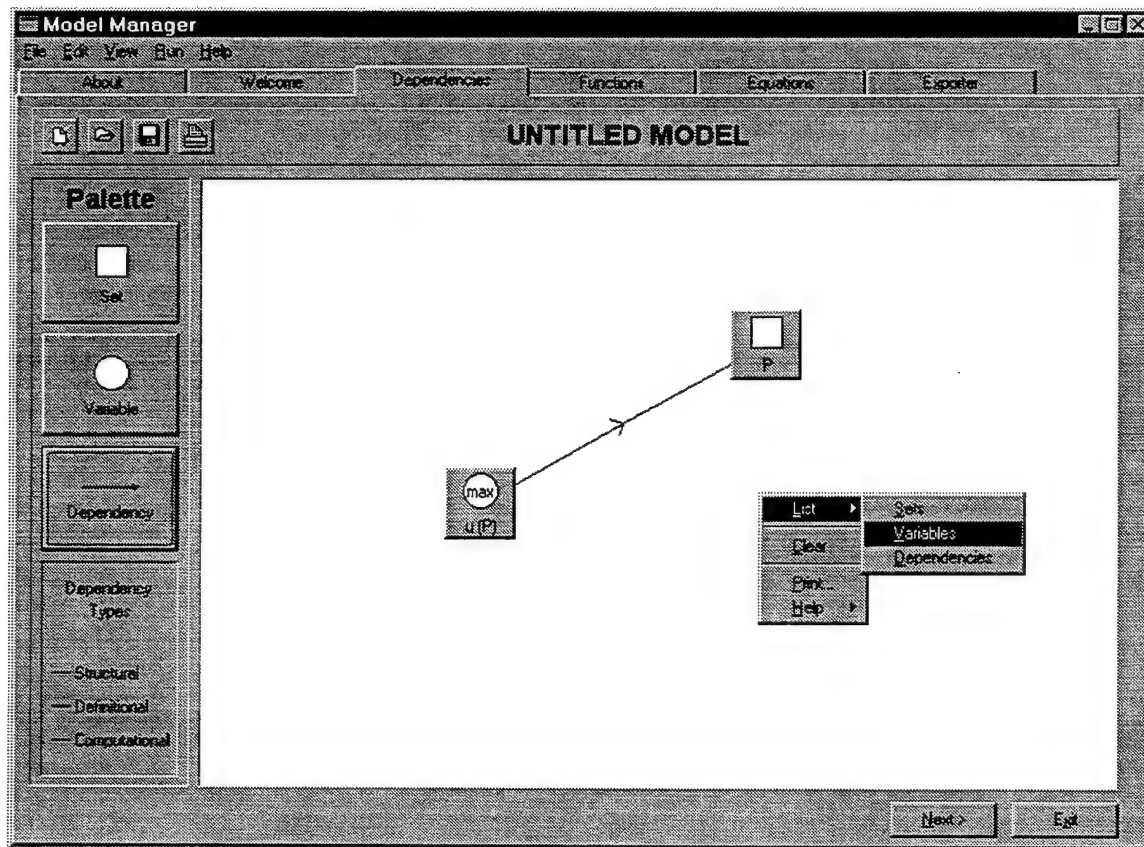 Model Manager
File Edit View Run Help
About Welcome Dependencies Functions Equations Exporter
UNTITLED MODEL
Palette
Set
Variable
Dependency
Dependency
Types
Structural
Definitional
Computational
P
max
u (P)
List
Clear
Print...
Help
Sets
Variables
Dependencies
Next >
Exit